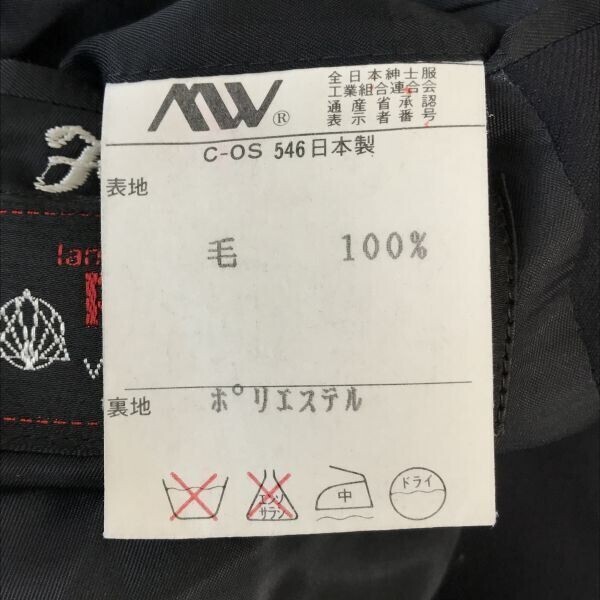 MW®
全日本紳士服
工業組合連合会
通産省承認
表示者番号
C-OS 546日本製
表地
毛 100%
裏地 ポリエステル
エンソ
サラシ
中
ドライ
lan